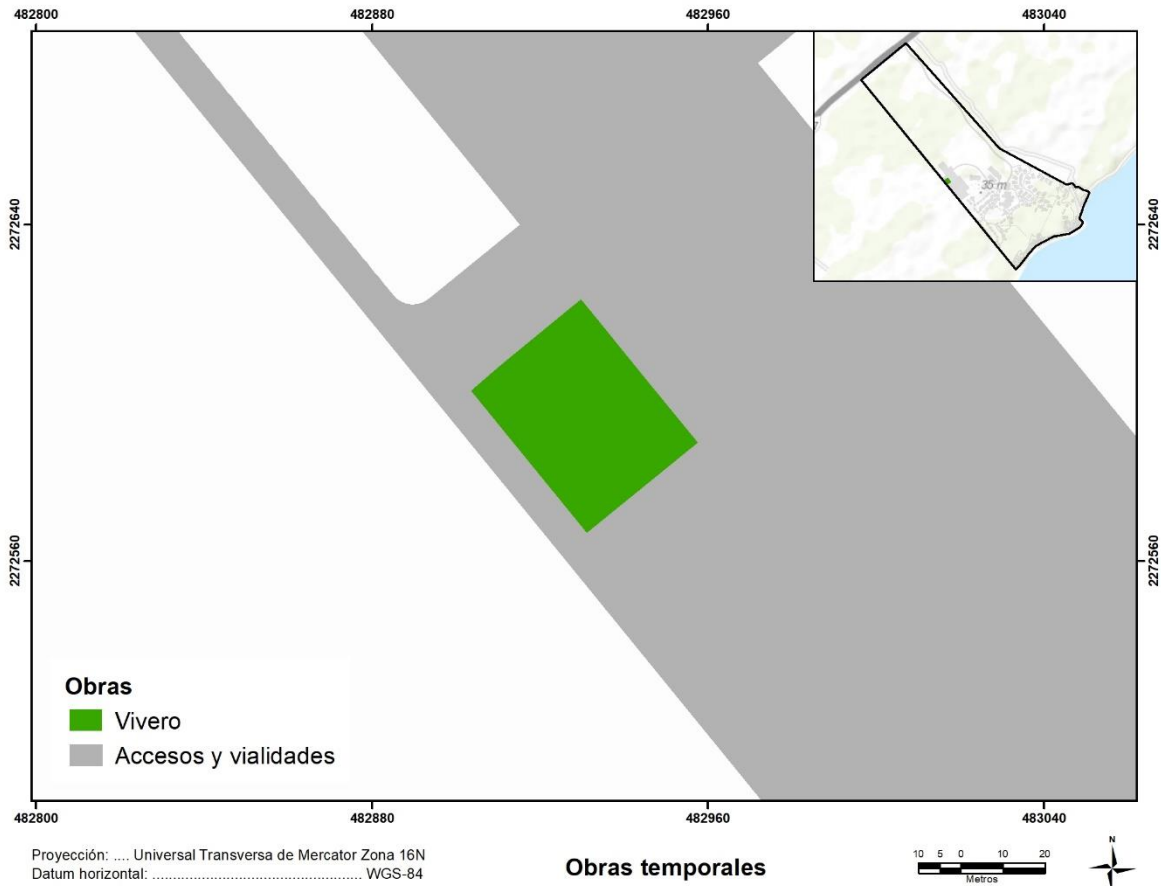 482800 482880 482960 483040
35 m
2272640 2272640
2272560 2272560
Obras
Vivero
Accesos y vialidades
482800 482880 482960 483040
Proyección: .... Universal Transversa de Mercator Zona 16N
Datum horizontal: ................................................ WGS-84
Obras temporales
10 5 0 10 20
Metros
N